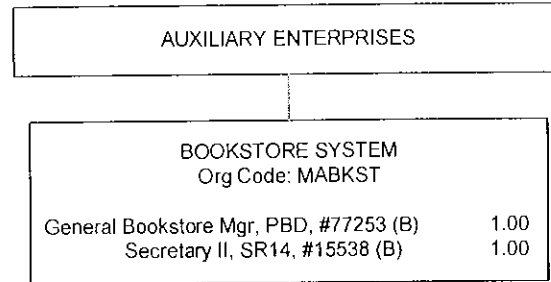 AUXILIARY ENTERPRISES
BOOKSTORE SYSTEM
Org Code: MABKST
General Bookstore Mgr, PBD, #77253 (B) 1.00
Secretary II, SR14, #15538 (B) 1.00